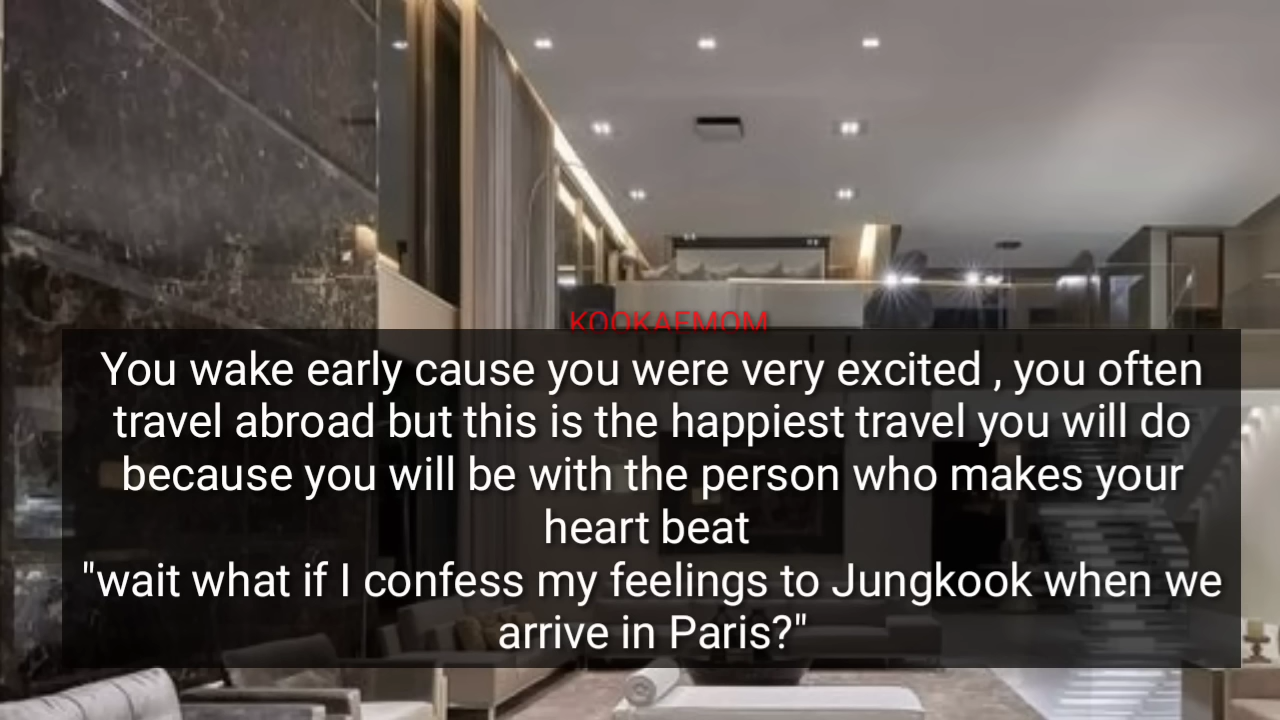 KOOKAEMOM
You wake early cause you were very excited , you often
travel abroad but this is the happiest travel you will do
because you will be with the person who makes your
heart beat
"wait what if I confess my feelings to Jungkook when we
arrive in Paris?"